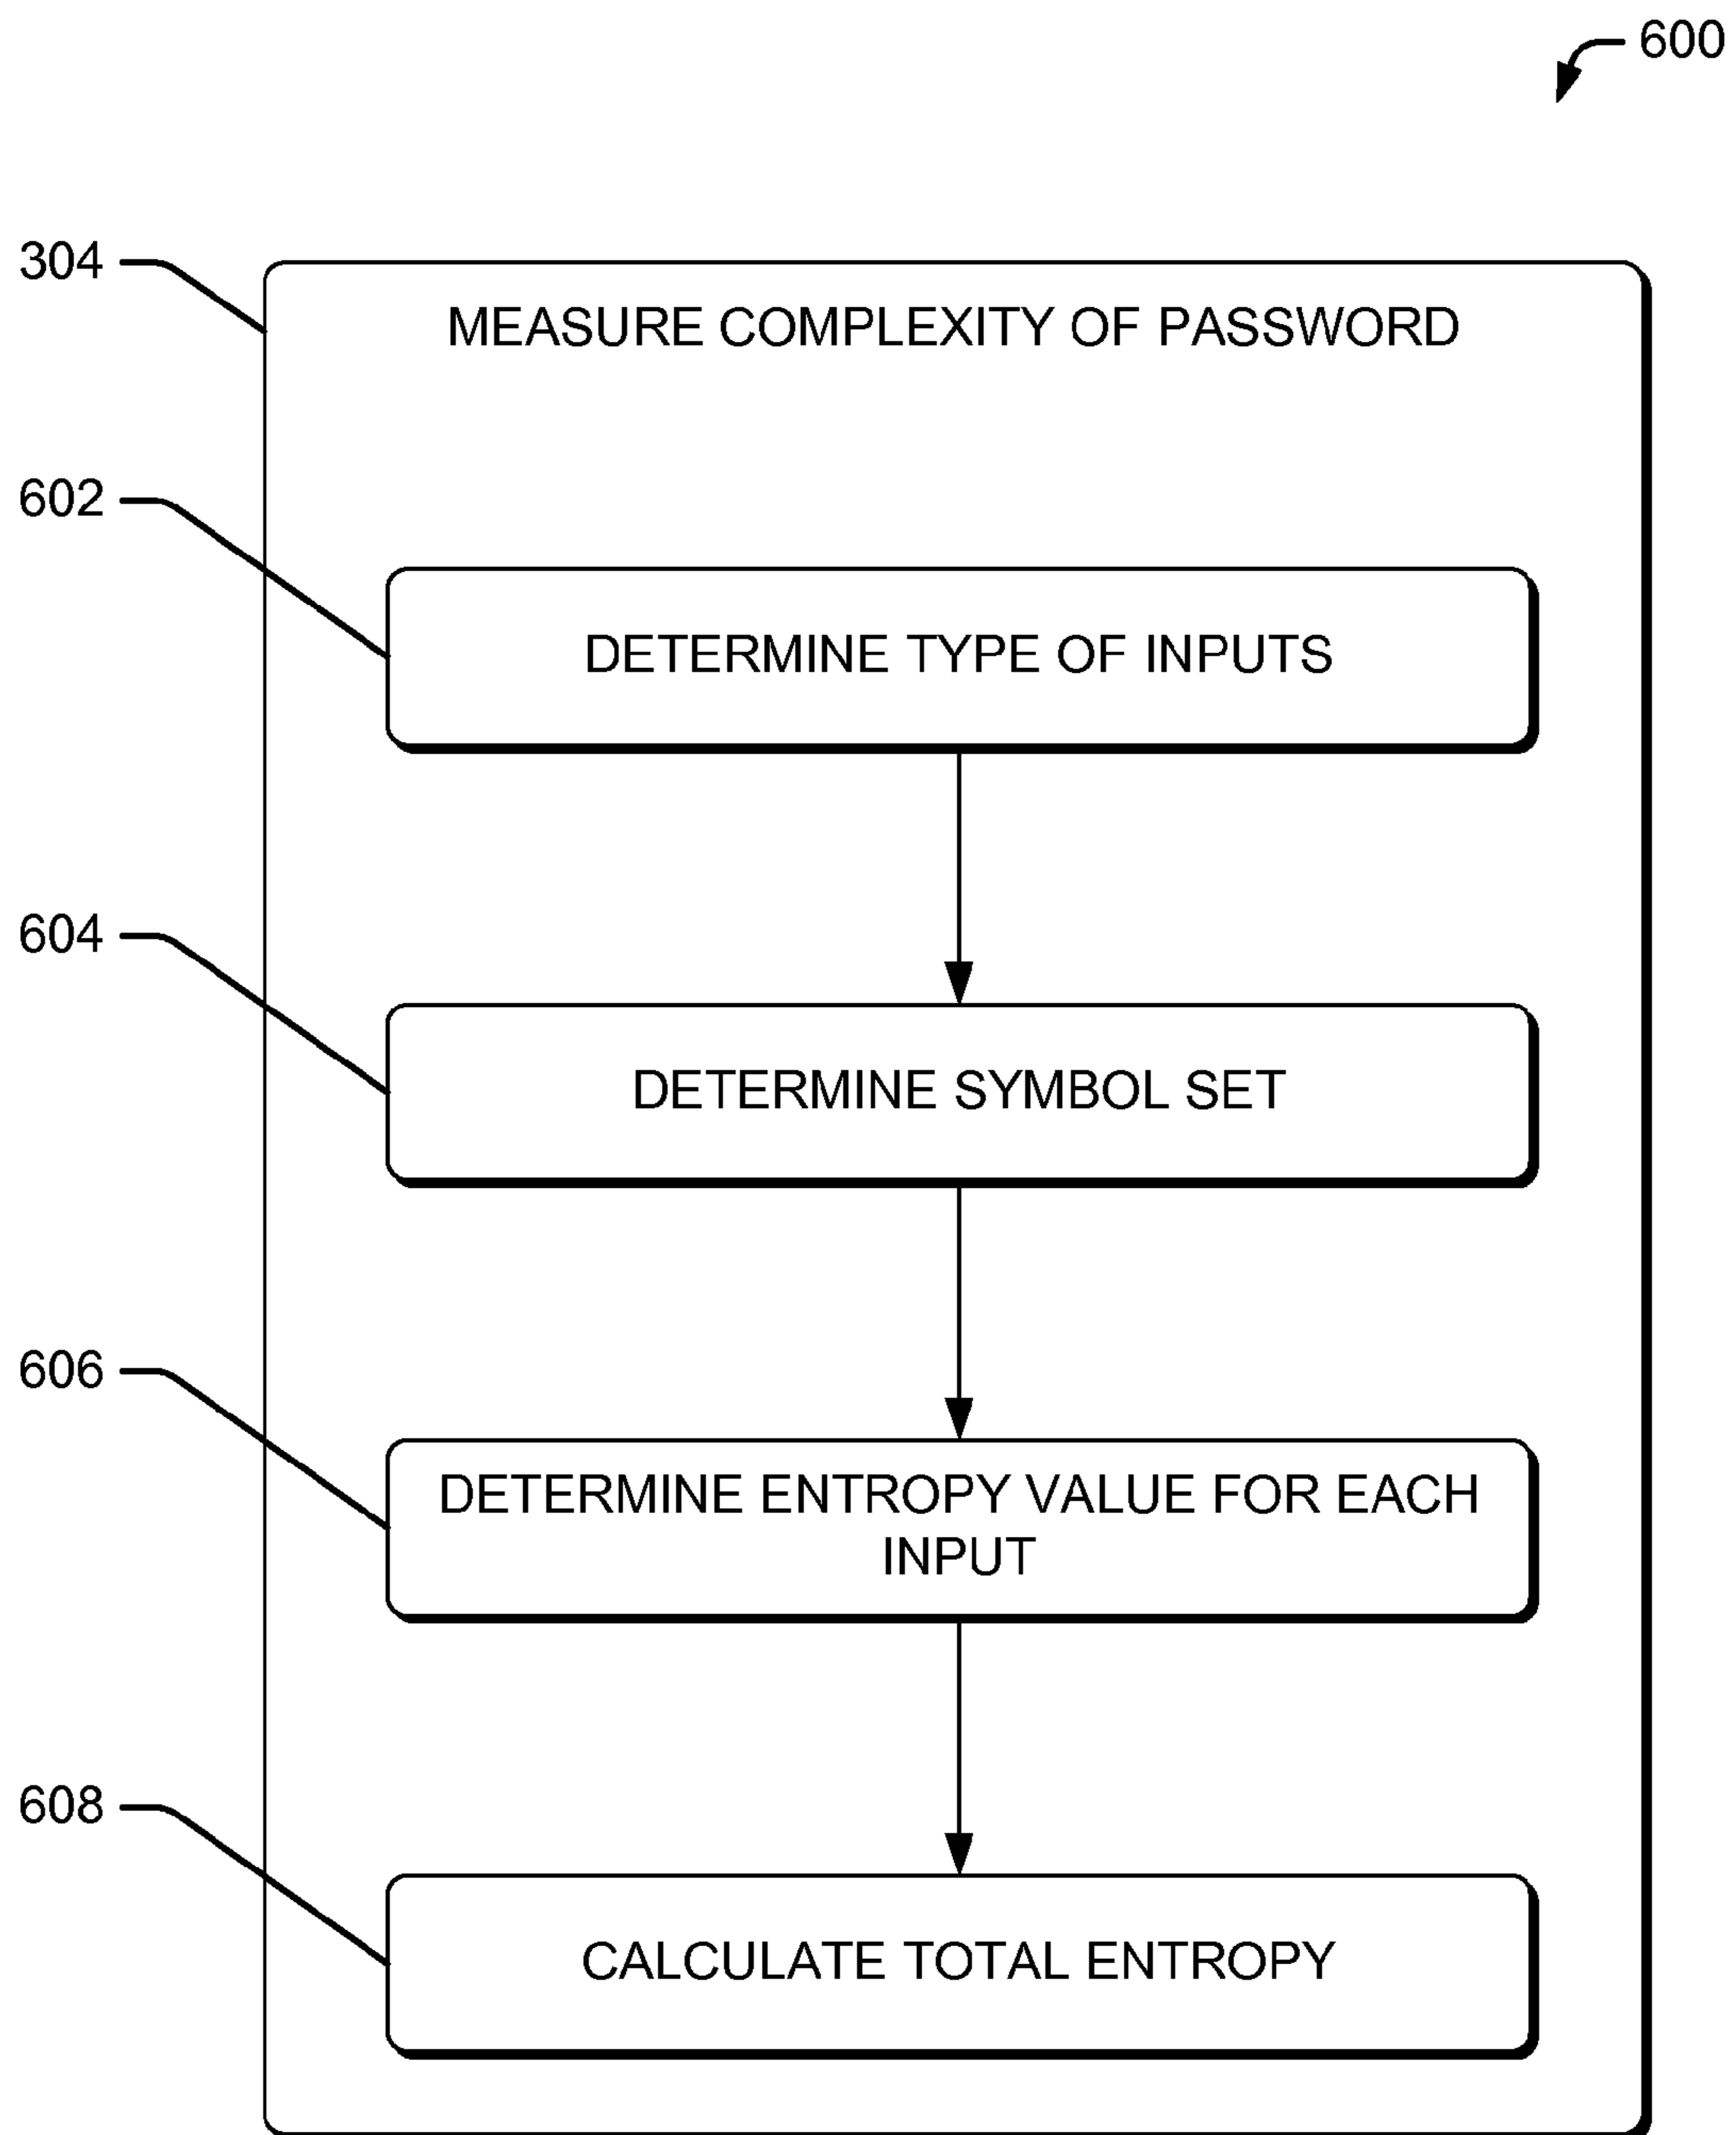 600
304
MEASURE COMPLEXITY OF PASSWORD
602
DETERMINE TYPE OF INPUTS
604
DETERMINE SYMBOL SET
606
DETERMINE ENTROPY VALUE FOR EACH
INPUT
608
CALCULATE TOTAL ENTROPY